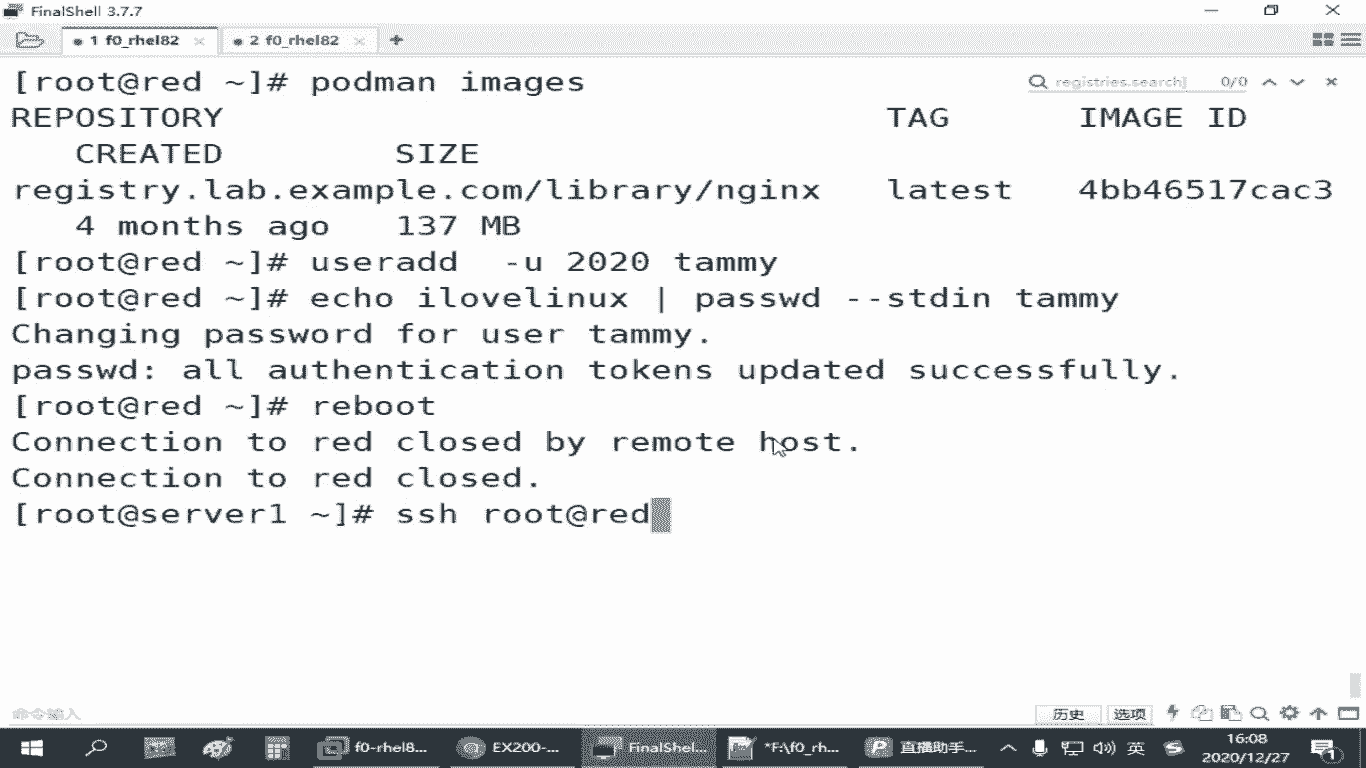 FinalShell 3.7.7
1 f0_rhel82
2 f0_rhel82
[root@red ~]# podman images
registries.search] 0/0
REPOSITORY TAG IMAGE ID
CREATED SIZE
registry.lab.example.com/library/nginx latest 4bb46517cac3
4 months ago 137 MB
[root@red ~]# useradd  -u 2020 tammy
[root@red ~]# echo ilovelinux | passwd --stdin tammy
Changing password for user tammy.
passwd: all authentication tokens updated successfully.
[root@red ~]# reboot
Connection to red closed by remote host.
Connection to red closed.
[root@server1 ~]# ssh root@red
命令输入
历史 选项
f0-rhel8... EX200-... FinalShel... *F:\f0_rh... 直播助手... 英 16:08
2020/12/27
1